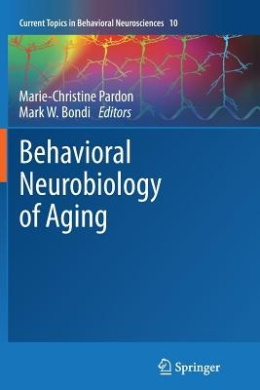 Current Topics in Behavioral Neurosciences 10
Marie-Christine Pardon
Mark W. Bondi Editors
Behavioral
Neurobiology
of Aging
Springer